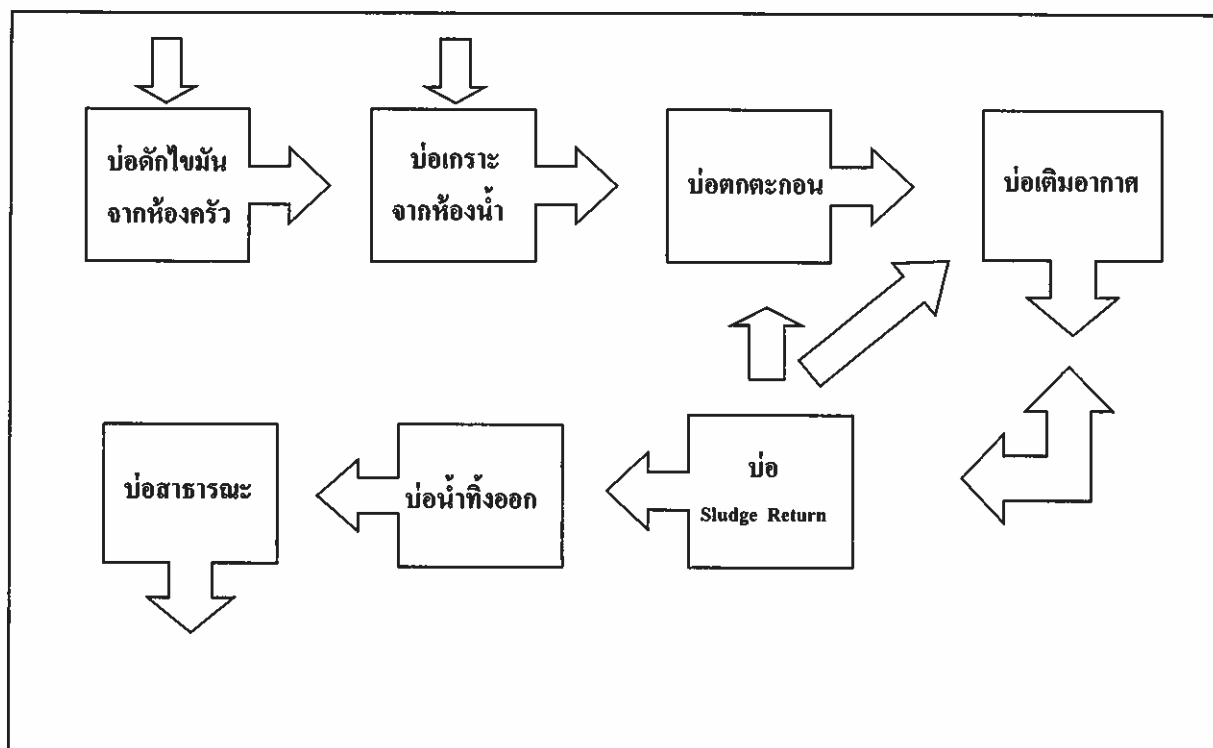 บ่อดักไขมัน
จากห้องครัว
บ่อเกราะ
จากห้องน้ำ
บ่อตกตะกอน
บ่อเติมอากาศ
บ่อสาธารณะ
บ่อน้ำทิ้งออก
บ่อ
Sludge Return